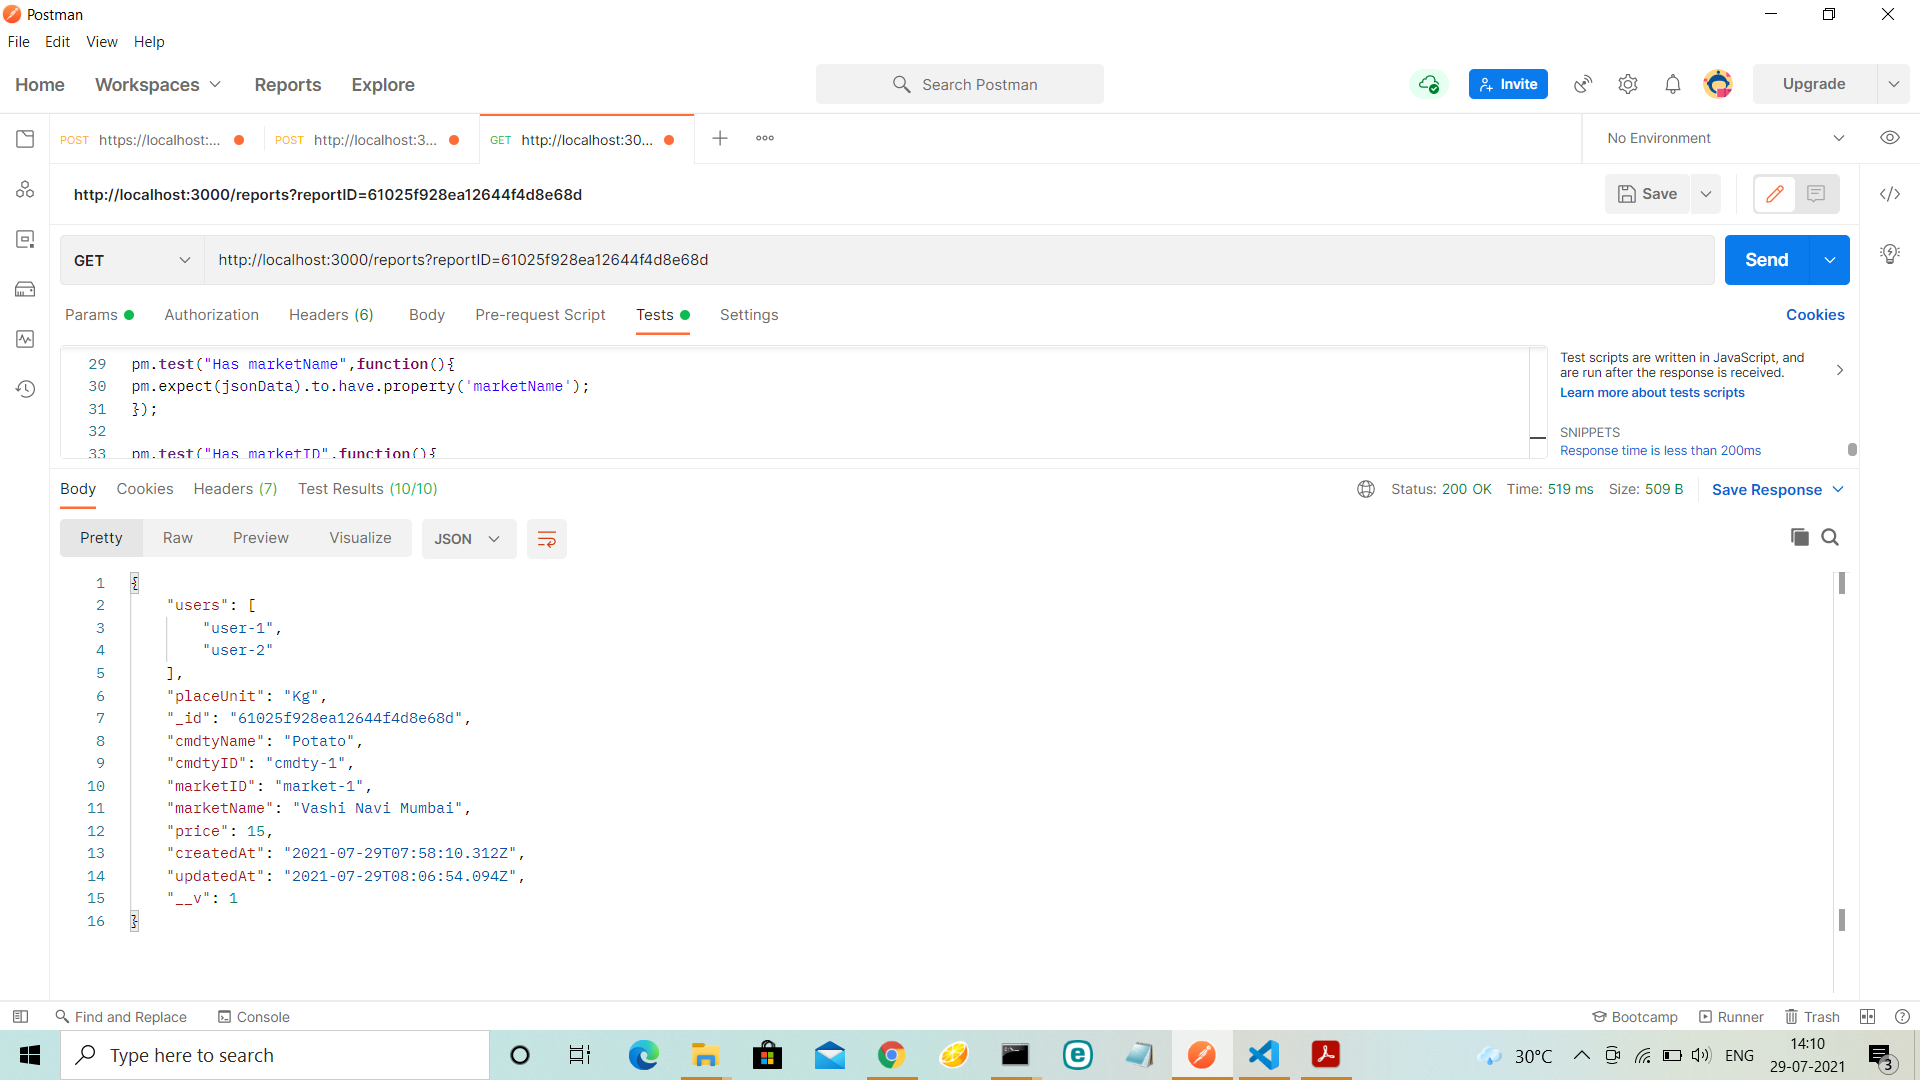 Postman
File Edit View Help
Home Workspaces Reports Explore Search Postman Invite Upgrade
POST https://localhost:... POST http://localhost:3... GET http://localhost:30... No Environment
http://localhost:3000/reports?reportID=61025f928ea12644f4d8e68d Save
GET http://localhost:3000/reports?reportID=61025f928ea12644f4d8e68d Send
Params Authorization Headers (6) Body Pre-request Script Tests Settings Cookies
29 pm.test("Has marketName",function(){
30 pm.expect(jsonData).to.have.property('marketName');
31 });
32
33 pm.test("Has marketID",function(){
Test scripts are written in JavaScript, and
are run after the response is received.
Learn more about tests scripts
SNIPPETS
Response time is less than 200ms
Body Cookies Headers (7) Test Results (10/10) Status: 200 OK Time: 519 ms Size: 509 B Save Response
Pretty Raw Preview Visualize JSON
1 {
2 "users": [
3 "user-1",
4 "user-2"
5 ],
6 "placeUnit": "Kg",
7 "_id": "61025f928ea12644f4d8e68d",
8 "cmdtyName": "Potato",
9 "cmdtyID": "cmdty-1",
10 "marketID": "market-1",
11 "marketName": "Vashi Navi Mumbai",
12 "price": 15,
13 "createdAt": "2021-07-29T07:58:10.312Z",
14 "updatedAt": "2021-07-29T08:06:54.094Z",
15 "__v": 1
16 }
Find and Replace Console Bootcamp Runner Trash
Type here to search 30°C ENG 14:10
29-07-2021 3